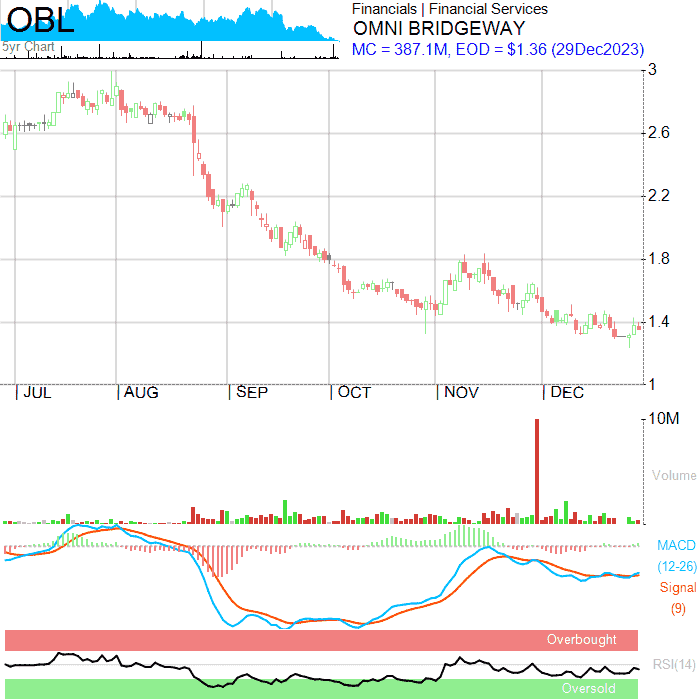 OBL
5yr Chart
Financials | Financial Services
OMNI BRIDGEWAY
MC = 387.1M, EOD = $1.36 (29Dec2023)
3
2.6
2.2
1.8
1.4
1
| JUL | AUG | SEP | OCT | NOV | DEC
10M
Volume
MACD
(12-26)
Signal
(9)
Overbought
RSI(14)
Oversold